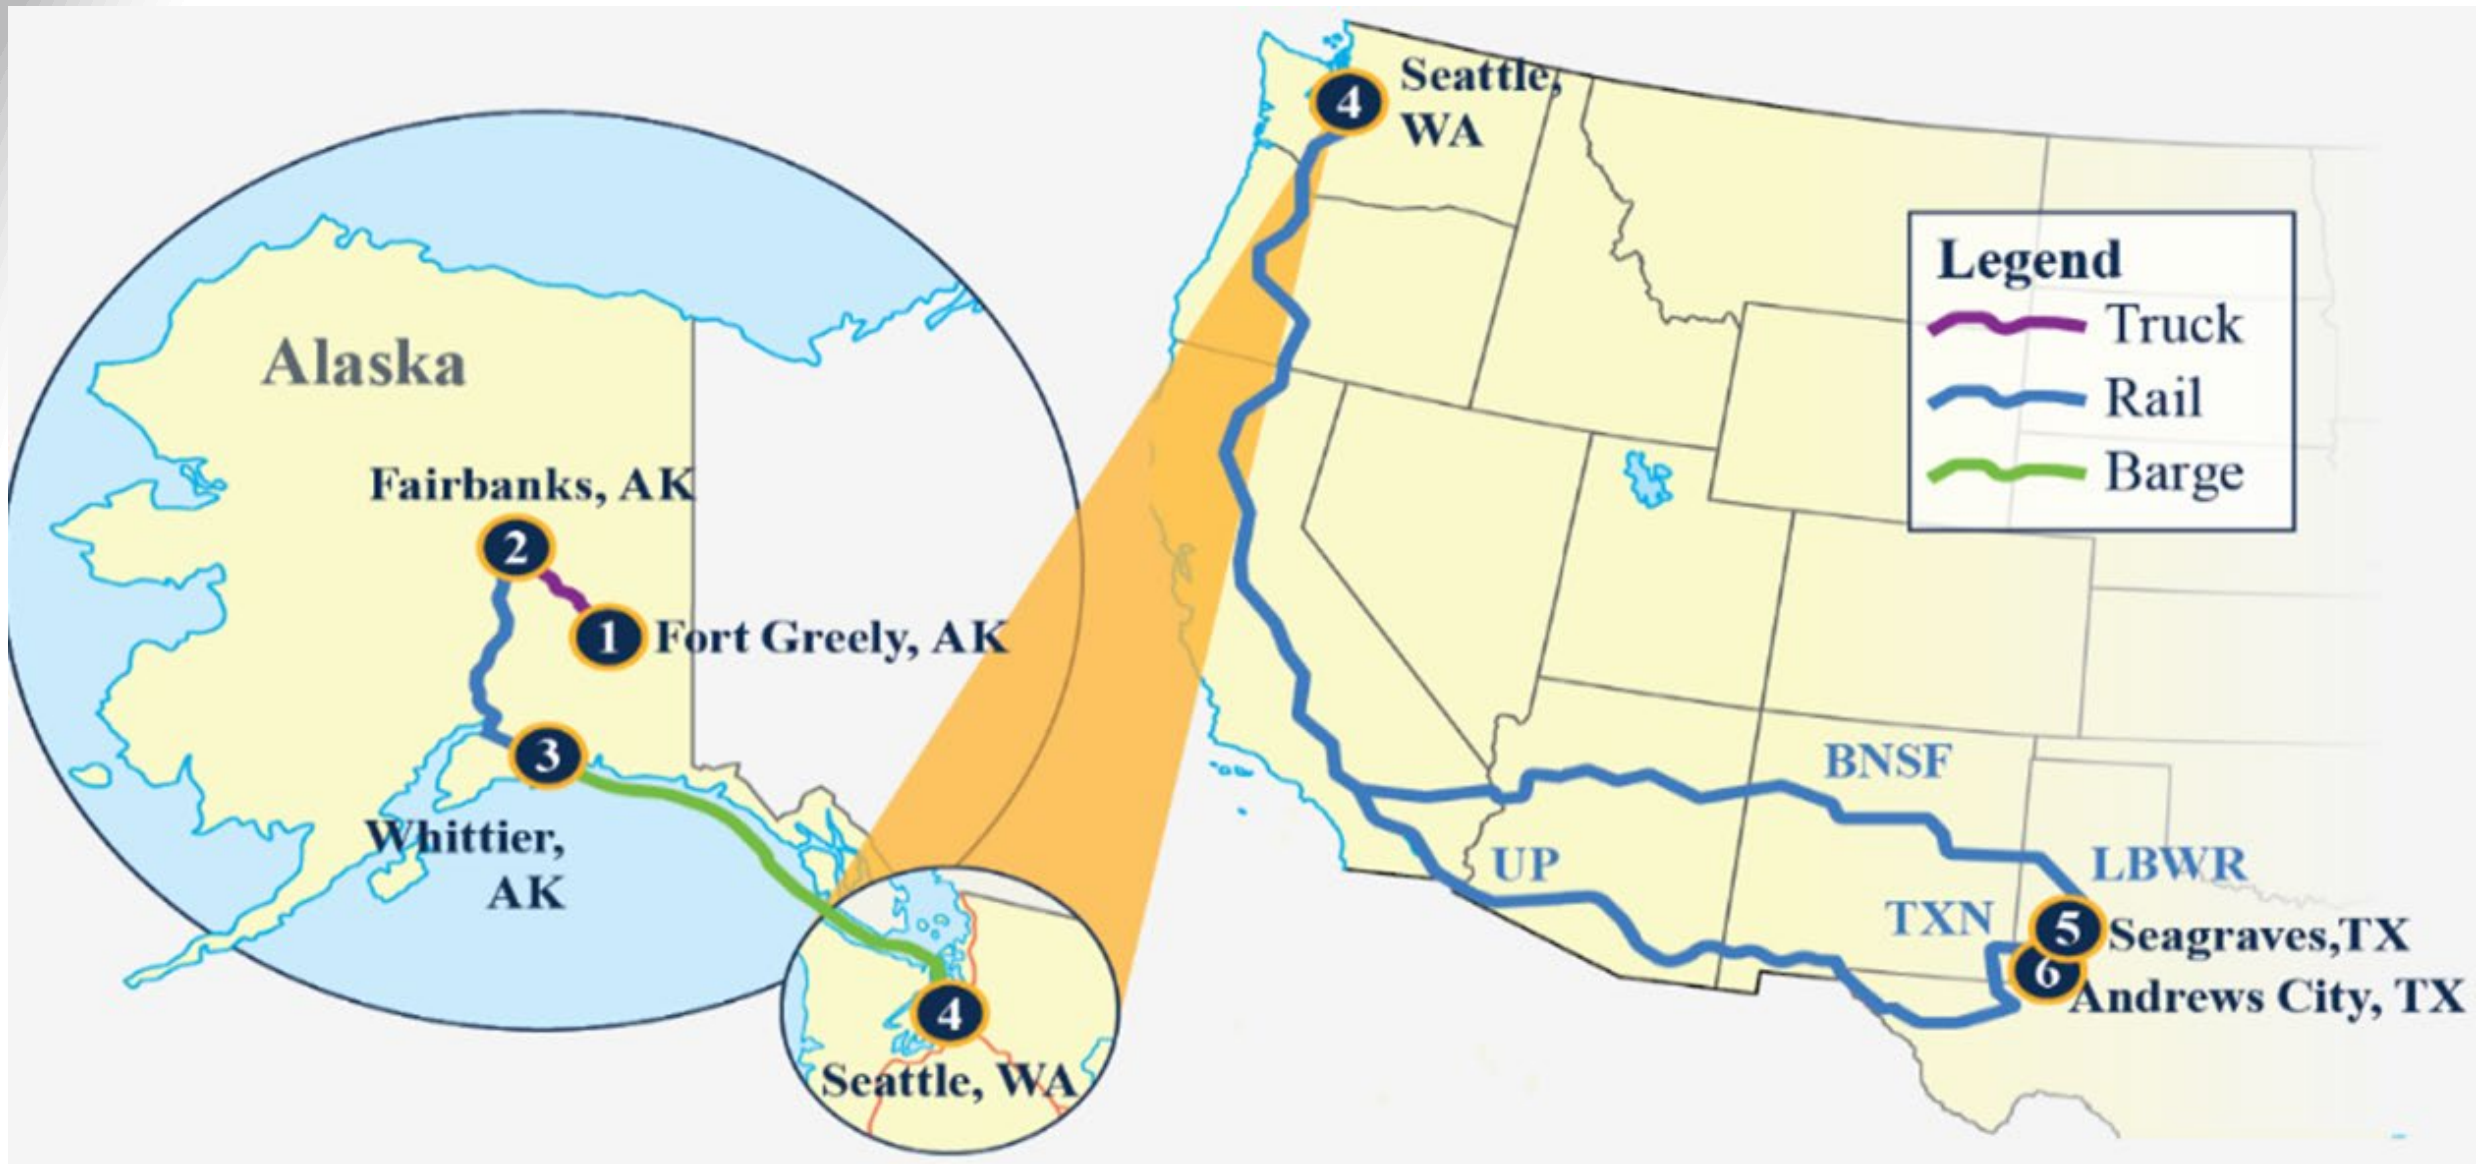 Alaska
Fairbanks, AK
2
1
Fort Greely, AK
3
Whittier,
AK
4
Seattle, WA
4
Seattle,
WA
Legend
Truck
Rail
Barge
BNSF
UP
LBWR
TXN
5
Seagraves,TX
6
Andrews City, TX